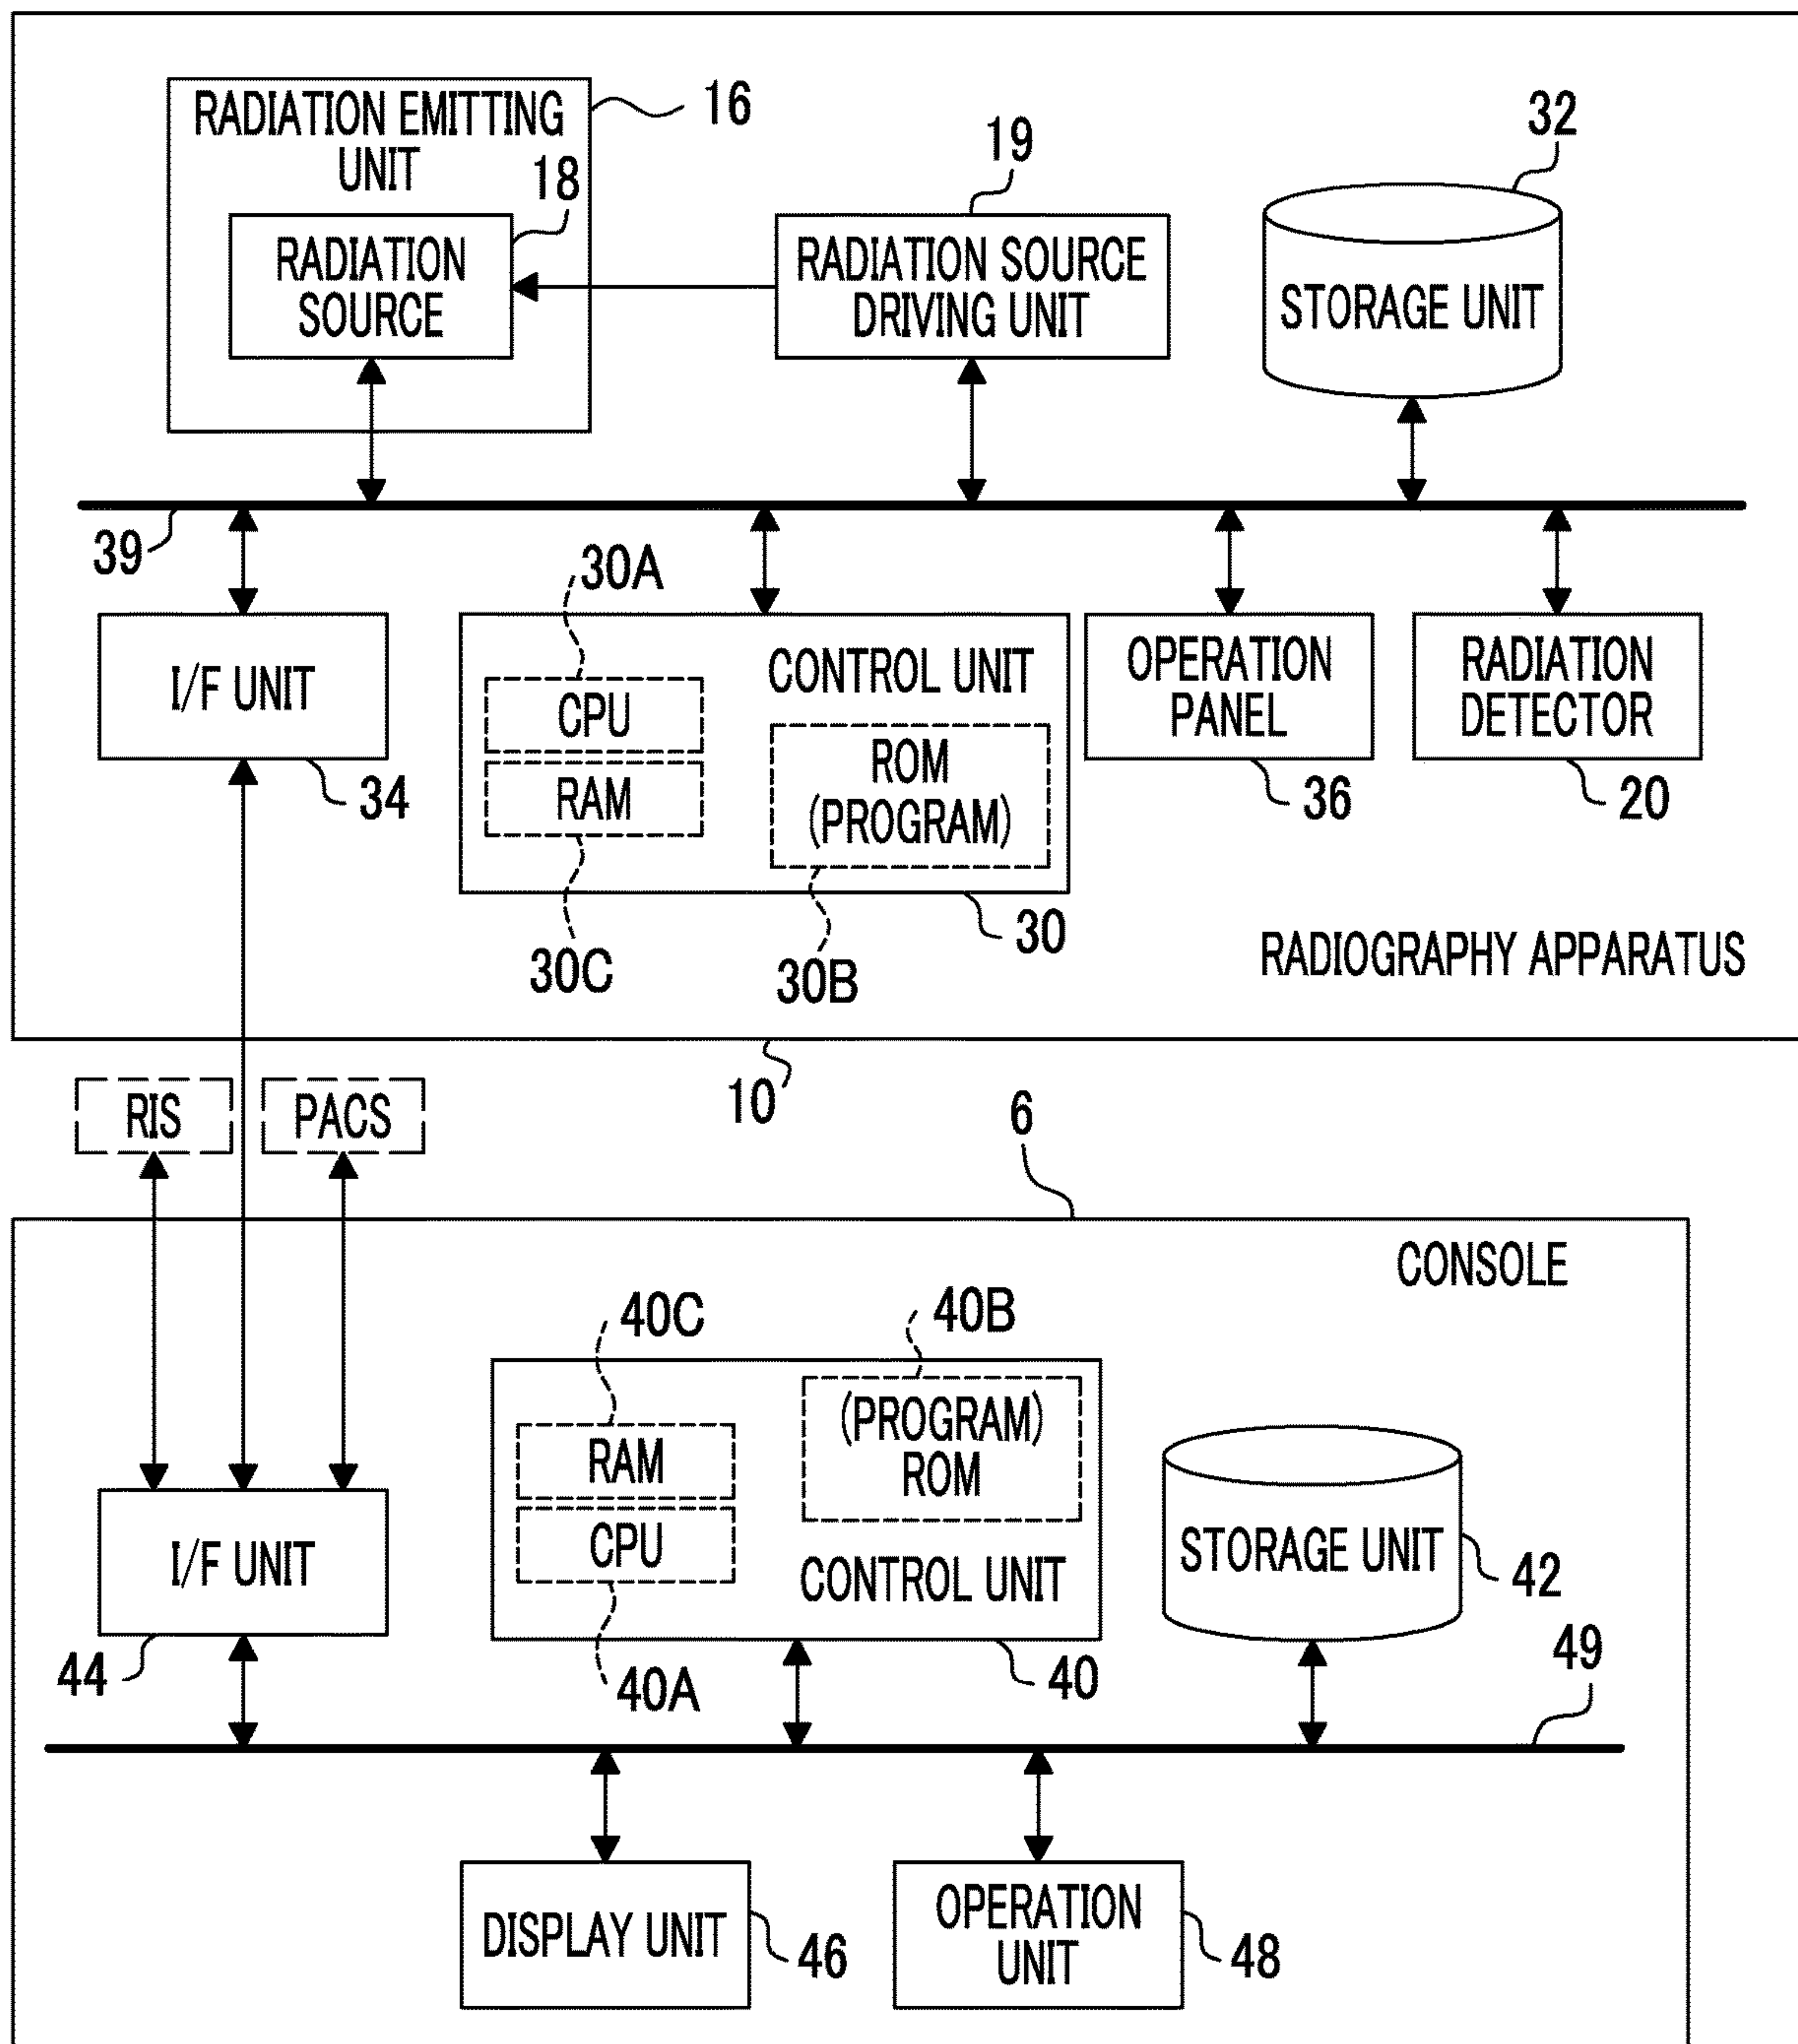 RADIATION EMITTING
UNIT
16
18
RADIATION
SOURCE
19
RADIATION SOURCE
DRIVING UNIT
32
STORAGE UNIT
39
I/F UNIT
34
30A
CONTROL UNIT
CPU
RAM
ROM
(PROGRAM)
30C
30B
30
OPERATION
PANEL
36
RADIATION
DETECTOR
20
RADIOGRAPHY APPARATUS
10
RIS
PACS
6
CONSOLE
40C
40B
(PROGRAM)
ROM
RAM
CPU
CONTROL UNIT
40A
40
I/F UNIT
44
STORAGE UNIT
42
49
DISPLAY UNIT
46
OPERATION
UNIT
48